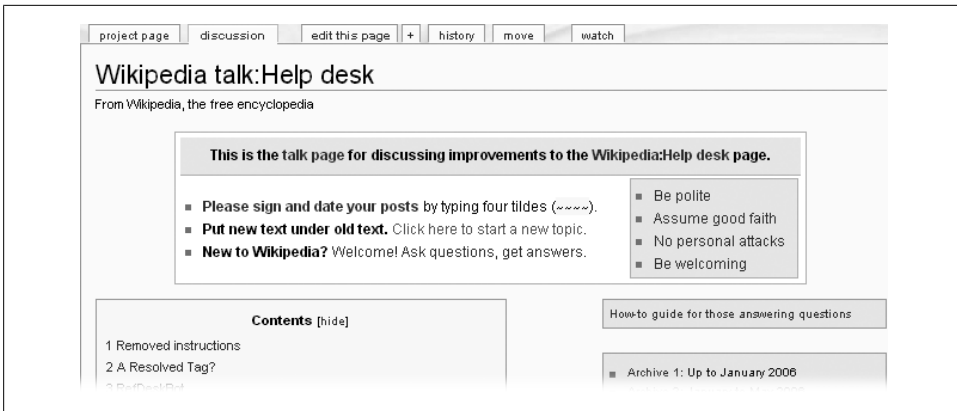 project page discussion edit this page + history move watch
Wikipedia talk:Help desk
From Wikipedia, the free encyclopedia
This is the talk page for discussing improvements to the Wikipedia:Help desk page.
Please sign and date your posts by typing four tildes (~~~~).
Put new text under old text. Click here to start a new topic.
New to Wikipedia? Welcome! Ask questions, get answers.
Be polite
Assume good faith
No personal attacks
Be welcoming
Contents [hide]
1 Removed instructions
2 A Resolved Tag?
How-to guide for those answering questions
Archive 1: Up to January 2006